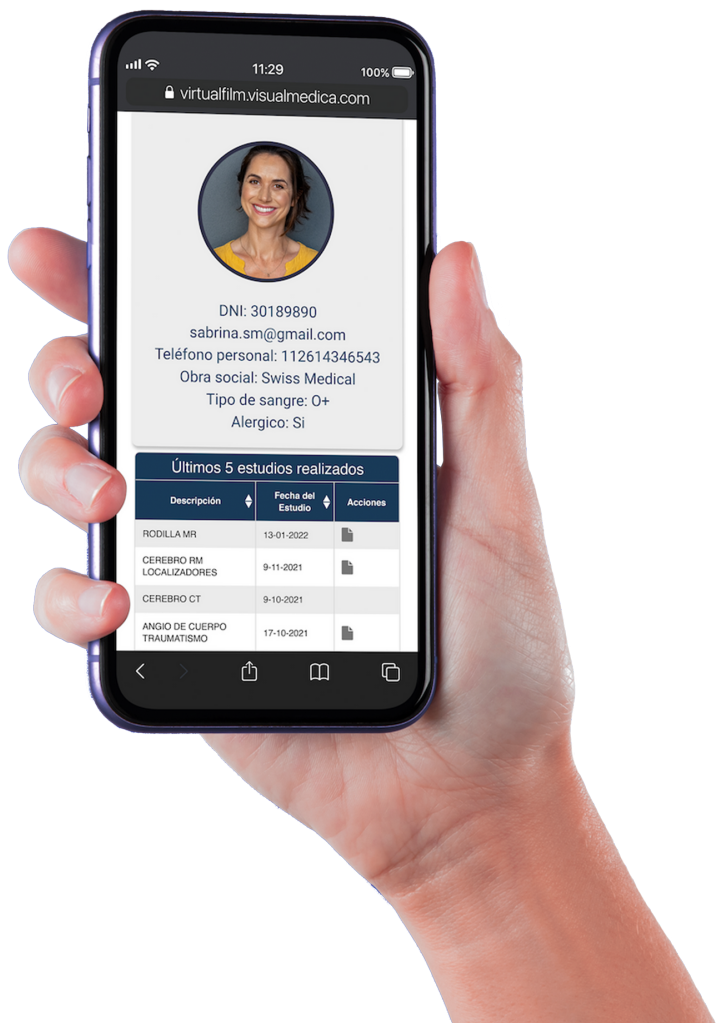 11:29
100%
virtualfilm.visualmedica.com
DNI: 30189890
sabrina.sm@gmail.com
Teléfono personal: 112614346543
Obra social: Swiss Medical
Tipo de sangre: O+
Alergico: Si
Últimos 5 estudios realizados
Descripción Fecha del Estudio Acciones
RODILLA MR 13-01-2022
CEREBRO RM
LOCALIZADORES 9-11-2021
CEREBRO CT 9-10-2021
ANGIO DE CUERPO
TRAUMATISMO 17-10-2021